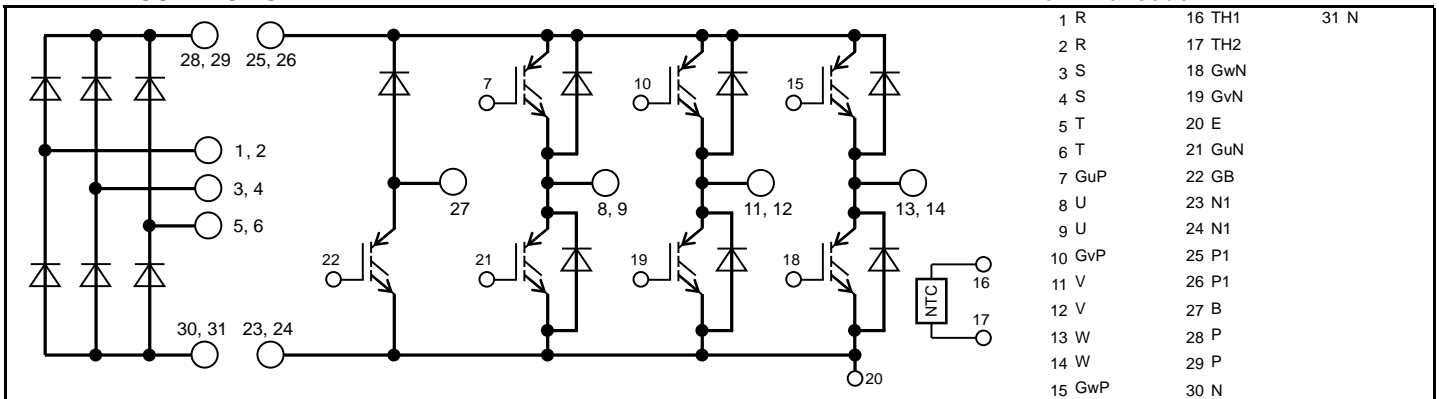 28, 29
25, 26
7
10
15
1, 2
3, 4
5, 6
27
8, 9
11, 12
13, 14
22
21
19
18
NTC
16
17
30, 31
23, 24
20
1 R
2 R
3 S
4 S
5 T
6 T
7 GuP
8 U
9 U
10 GvP
11 V
12 V
13 W
14 W
15 GwP
16 TH1
17 TH2
18 GwN
19 GvN
20 E
21 GuN
22 GB
23 N1
24 N1
25 P1
26 P1
27 B
28 P
29 P
30 N
31 N